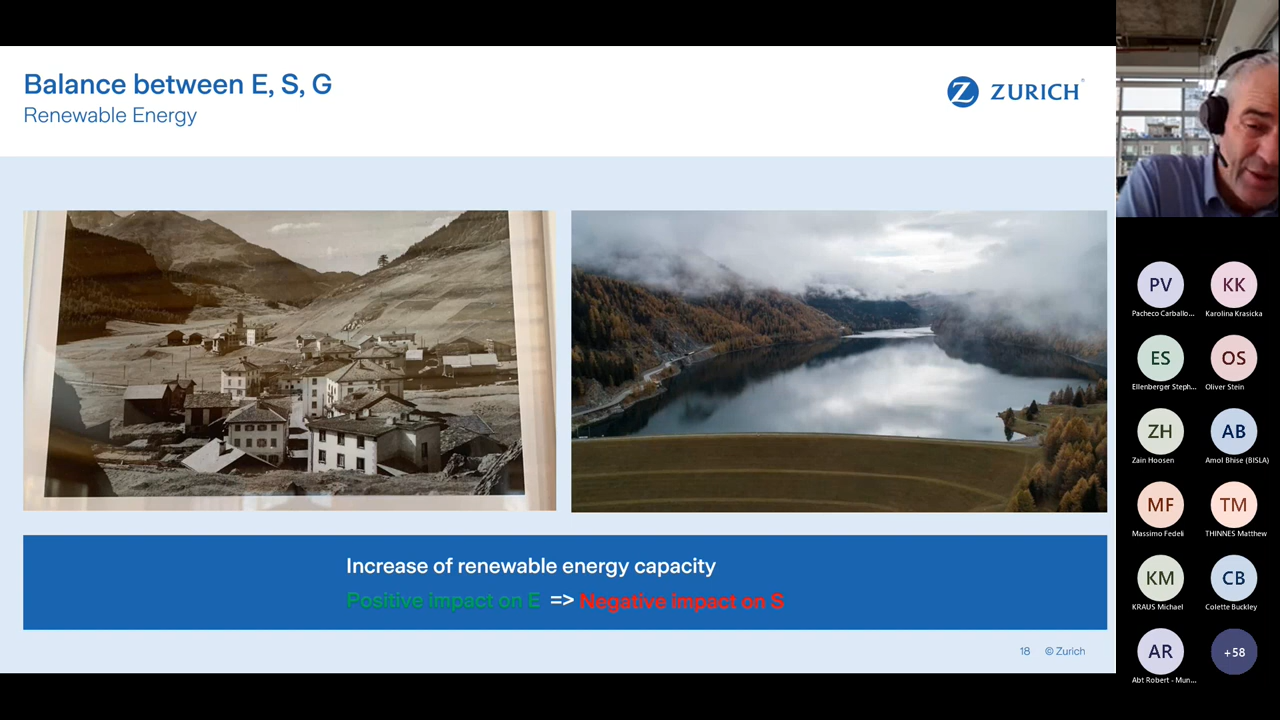 Balance between E, S, G
Renewable Energy
ZURICH
Increase of renewable energy capacity
Positive impact on E => Negative impact on S
18 © Zurich
PV
Pacheco Carballo...
KK
Karolina Krasicka
ES
Ellenberger Steph...
OS
Oliver Stein
ZH
Zain Hoosen
AB
Amol Bhise (BISLA)
MF
Massimo Fedeli
TM
THINNES Matthew
KM
KRAUS Michael
CB
Colette Buckley
AR
Abt Robert - Mun...
+58